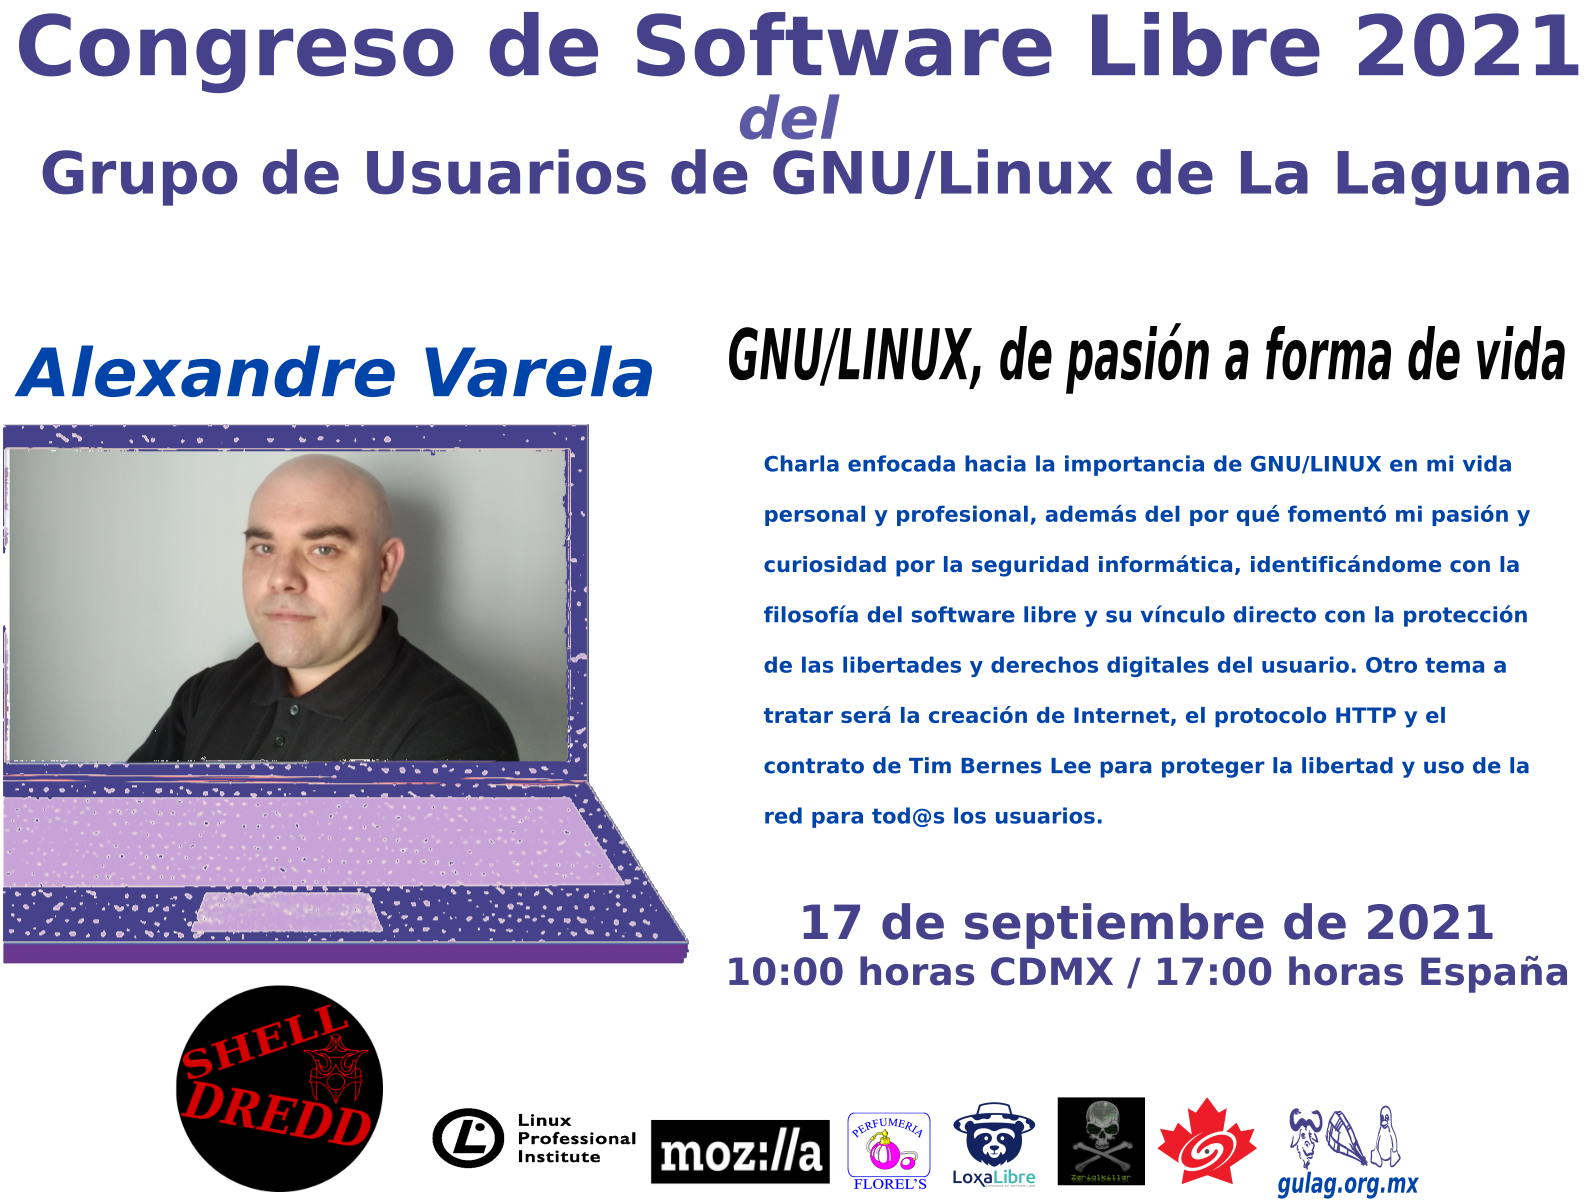 Congreso de Software Libre 2021
del
Grupo de Usuarios de GNU/Linux de La Laguna
Alexandre Varela
GNU/LINUX, de pasión a forma de vida
Charla enfocada hacia la importancia de GNU/LINUX en mi vida
personal y profesional, además del por qué fomentó mi pasión y
curiosidad por la seguridad informática, identificándome con la
filosofía del software libre y su vínculo directo con la protección
de las libertades y derechos digitales del usuario. Otro tema a
tratar será la creación de Internet, el protocolo HTTP y el
contrato de Tim Bernes Lee para proteger la libertad y uso de la
red para tod@s los usuarios.
17 de septiembre de 2021
10:00 horas CDMX / 17:00 horas España
SHELL
DREDD
Linux
Professional
Institute
moz://a
PERFUMERIA
FLOREL'S
LoxaLibre
gulag.org.mx